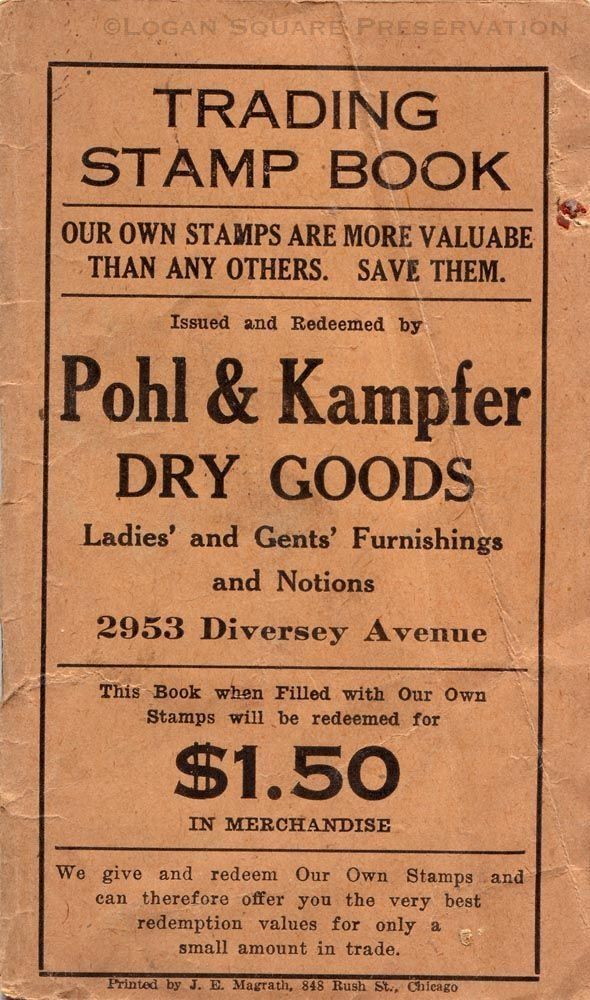 ©Logan Square Preservation
TRADING
STAMP BOOK
OUR OWN STAMPS ARE MORE VALUABE
THAN ANY OTHERS. SAVE THEM.
Issued and Redeemed by
Pohl & Kampfer
DRY GOODS
Ladies' and Gents' Furnishings
and Notions
2953 Diversey Avenue
This Book when Filled with Our Own
Stamps will be redeemed for
$1.50
IN MERCHANDISE
We give and redeem Our Own Stamps and
can therefore offer you the very best
redemption values for only a
small amount in trade.
Printed by J. E. Magrath, 848 Rush St., Chicago